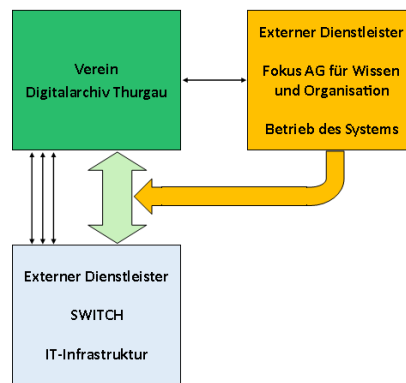 Verein
Digitalarchiv Thurgau
Externer Dienstleister
Fokus AG für Wissen
und Organisation
Betrieb des Systems
Externer Dienstleister
SWITCH
IT-Infrastruktur